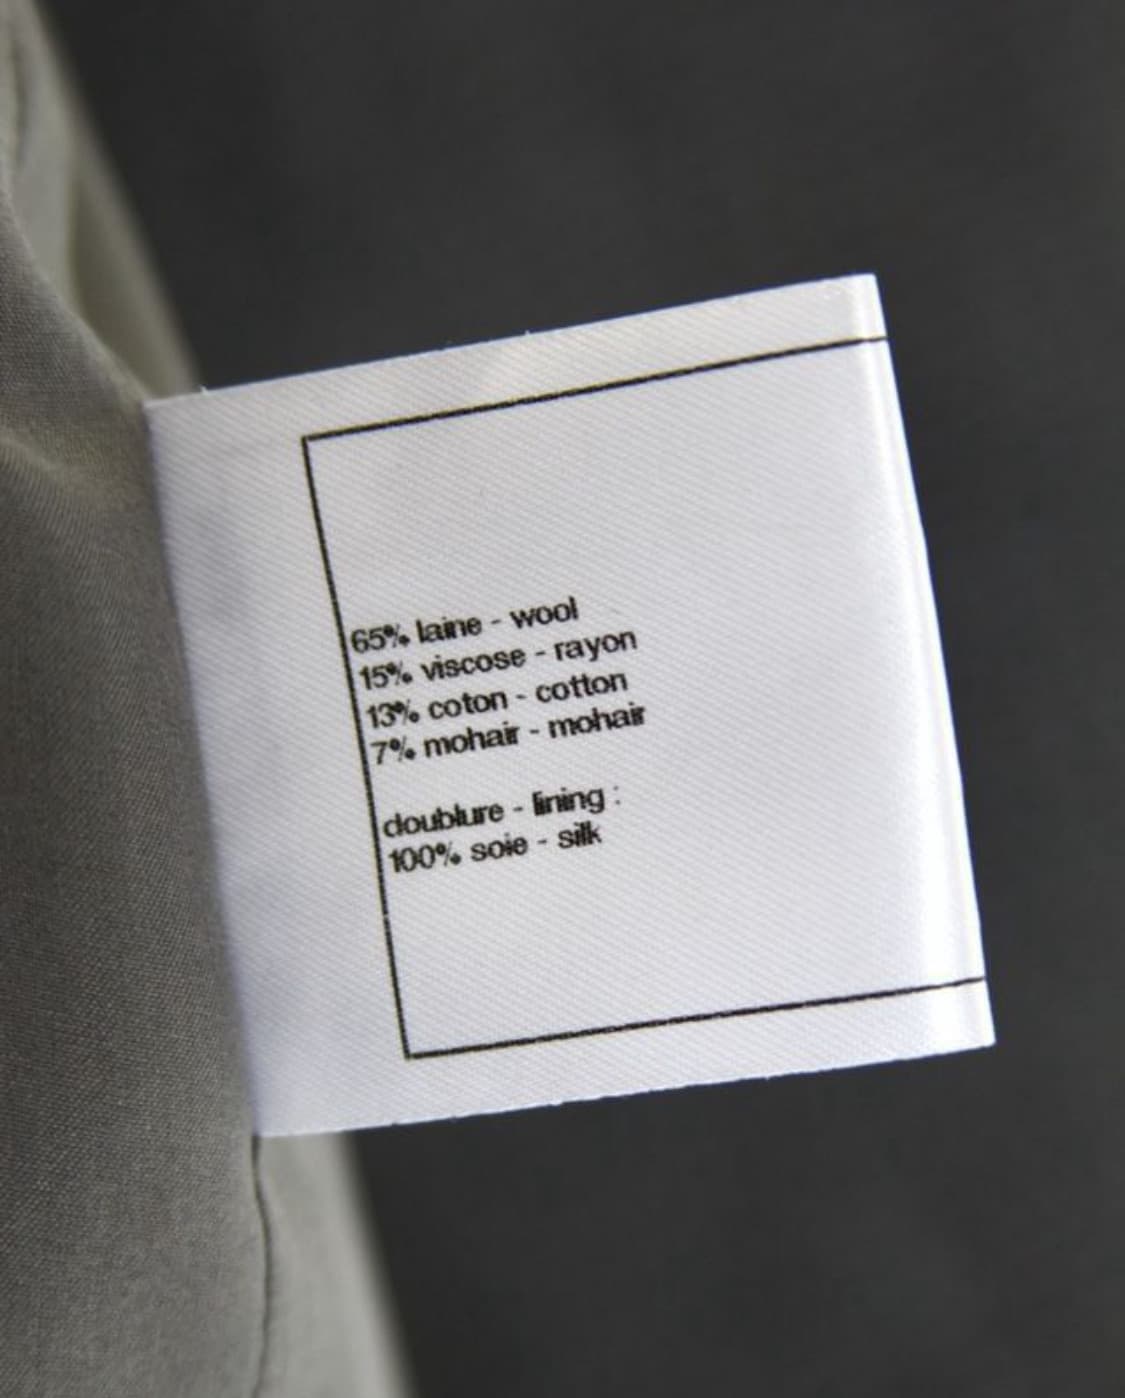 65% laine - wool
15% viscose - rayon
13% coton - cotton
7% mohair - mohair
doublure - lining :
100% soie - silk